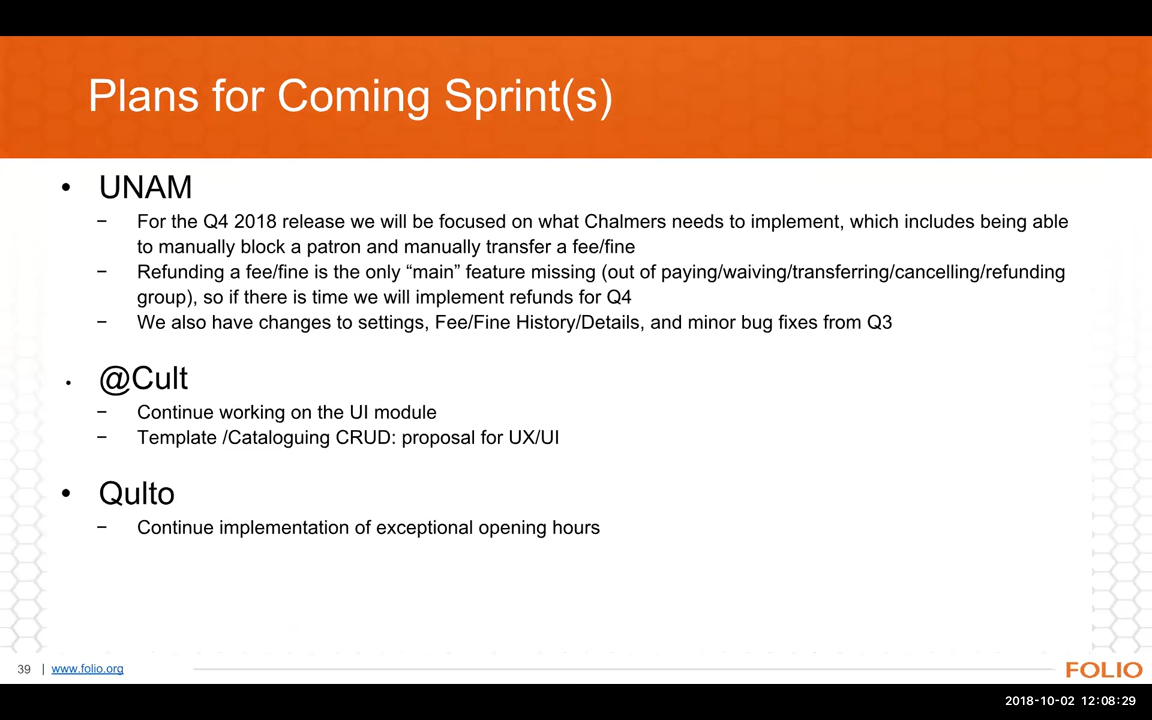 Plans for Coming Sprint(s)
• UNAM
− For the Q4 2018 release we will be focused on what Chalmers needs to implement, which includes being able
to manually block a patron and manually transfer a fee/fine
− Refunding a fee/fine is the only “main” feature missing (out of paying/waiving/transferring/cancelling/refunding
group), so if there is time we will implement refunds for Q4
− We also have changes to settings, Fee/Fine History/Details, and minor bug fixes from Q3
• @Cult
− Continue working on the UI module
− Template /Cataloguing CRUD: proposal for UX/UI
• Qulto
− Continue implementation of exceptional opening hours
39 | www.folio.org
FOLIO
2018-10-02 12:08:29